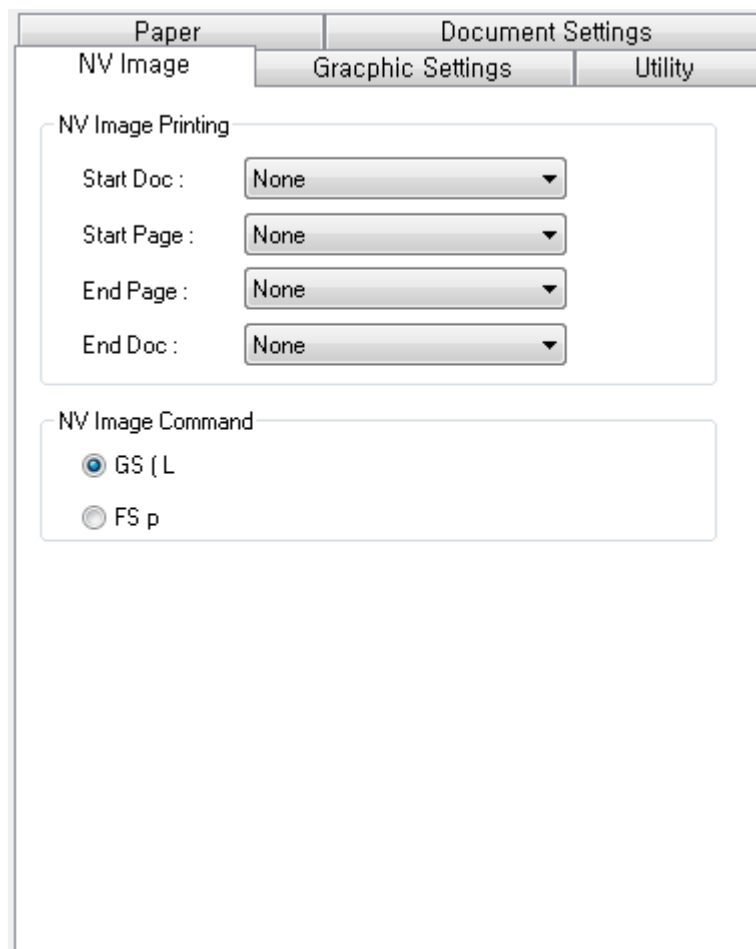 Paper Document Settings
NV Image Gracphic Settings Utility
NV Image Printing
Start Doc : None
Start Page : None
End Page : None
End Doc : None
NV Image Command
GS ( L
FS p